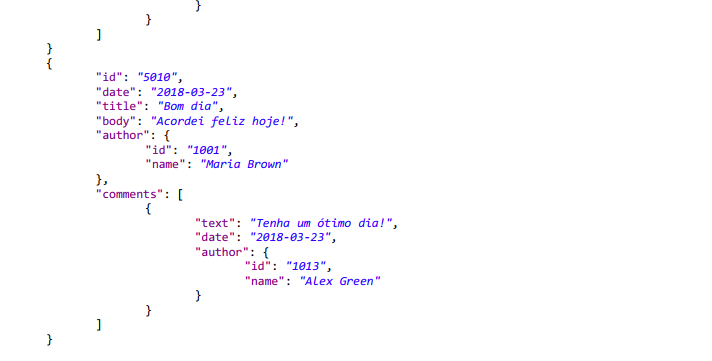 }
}
]
}
{
"id": "5010",
"date": "2018-03-23",
"title": "Bom dia",
"body": "Acordei feliz hoje!",
"author": {
"id": "1001",
"name": "Maria Brown"
},
"comments": [
{
"text": "Tenha um ótimo dia!",
"date": "2018-03-23",
"author": {
"id": "1013",
"name": "Alex Green"
}
}
]
}